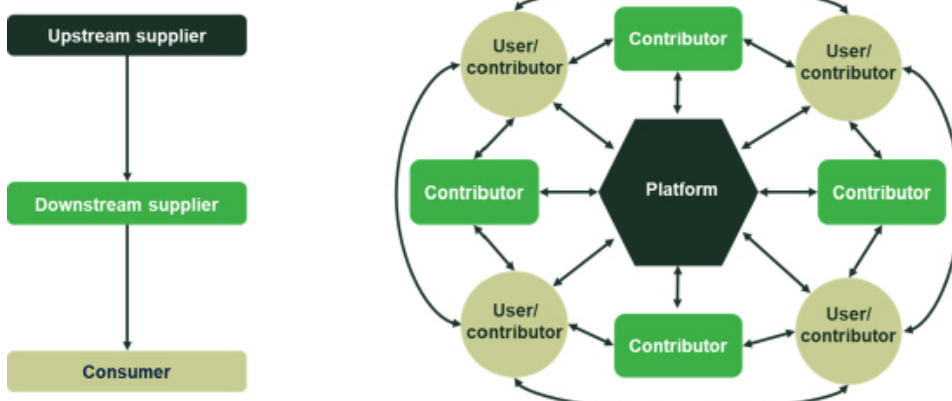 Upstream supplier
Downstream supplier
Consumer
User/
contributor
Contributor
User/
contributor
Contributor
Platform
Contributor
User/
contributor
Contributor
User/
contributor